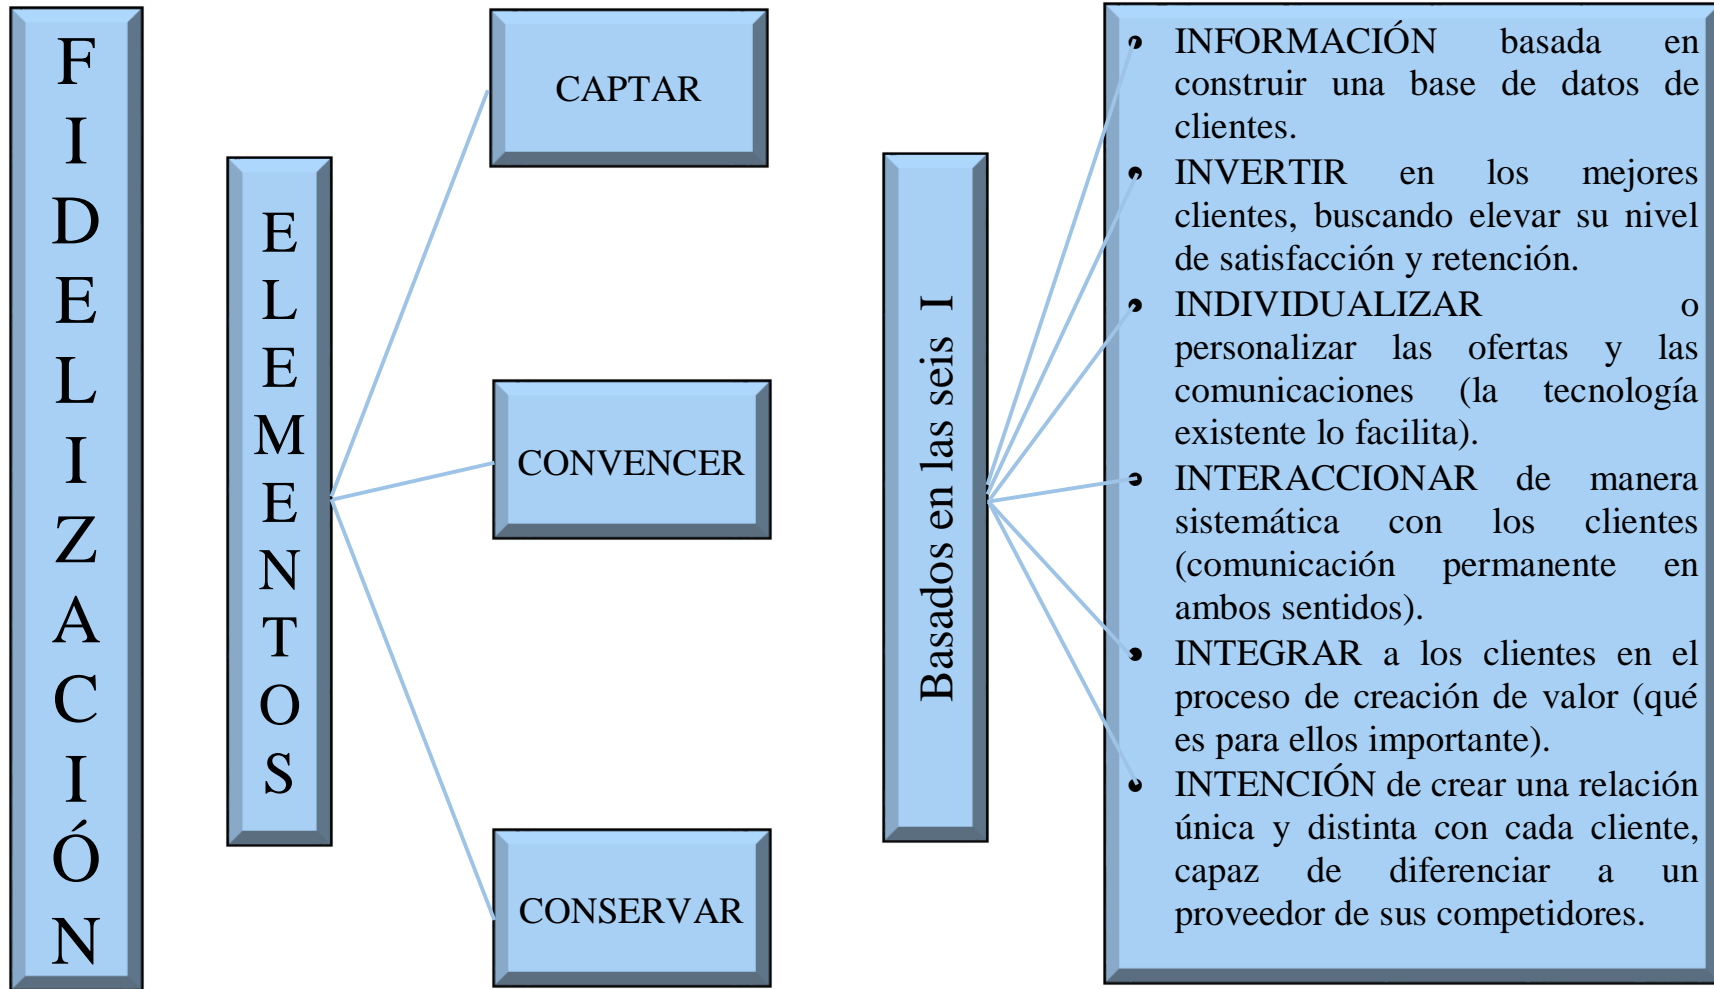 FIDELIZACIÓN
ELEMENTOS
CAPTAR
CONVENCER
CONSERVAR
Basados en las seis I
• INFORMACIÓN basada en
construir una base de datos de
clientes.
• INVERTIR en los mejores
clientes, buscando elevar su nivel
de satisfacción y retención.
• INDIVIDUALIZAR o
personalizar las ofertas y las
comunicaciones (la tecnología
existente lo facilita).
• INTERACCIONAR de manera
sistemática con los clientes
(comunicación permanente en
ambos sentidos).
• INTEGRAR a los clientes en el
proceso de creación de valor (qué
es para ellos importante).
• INTENCIÓN de crear una relación
única y distinta con cada cliente,
capaz de diferenciar a un
proveedor de sus competidores.